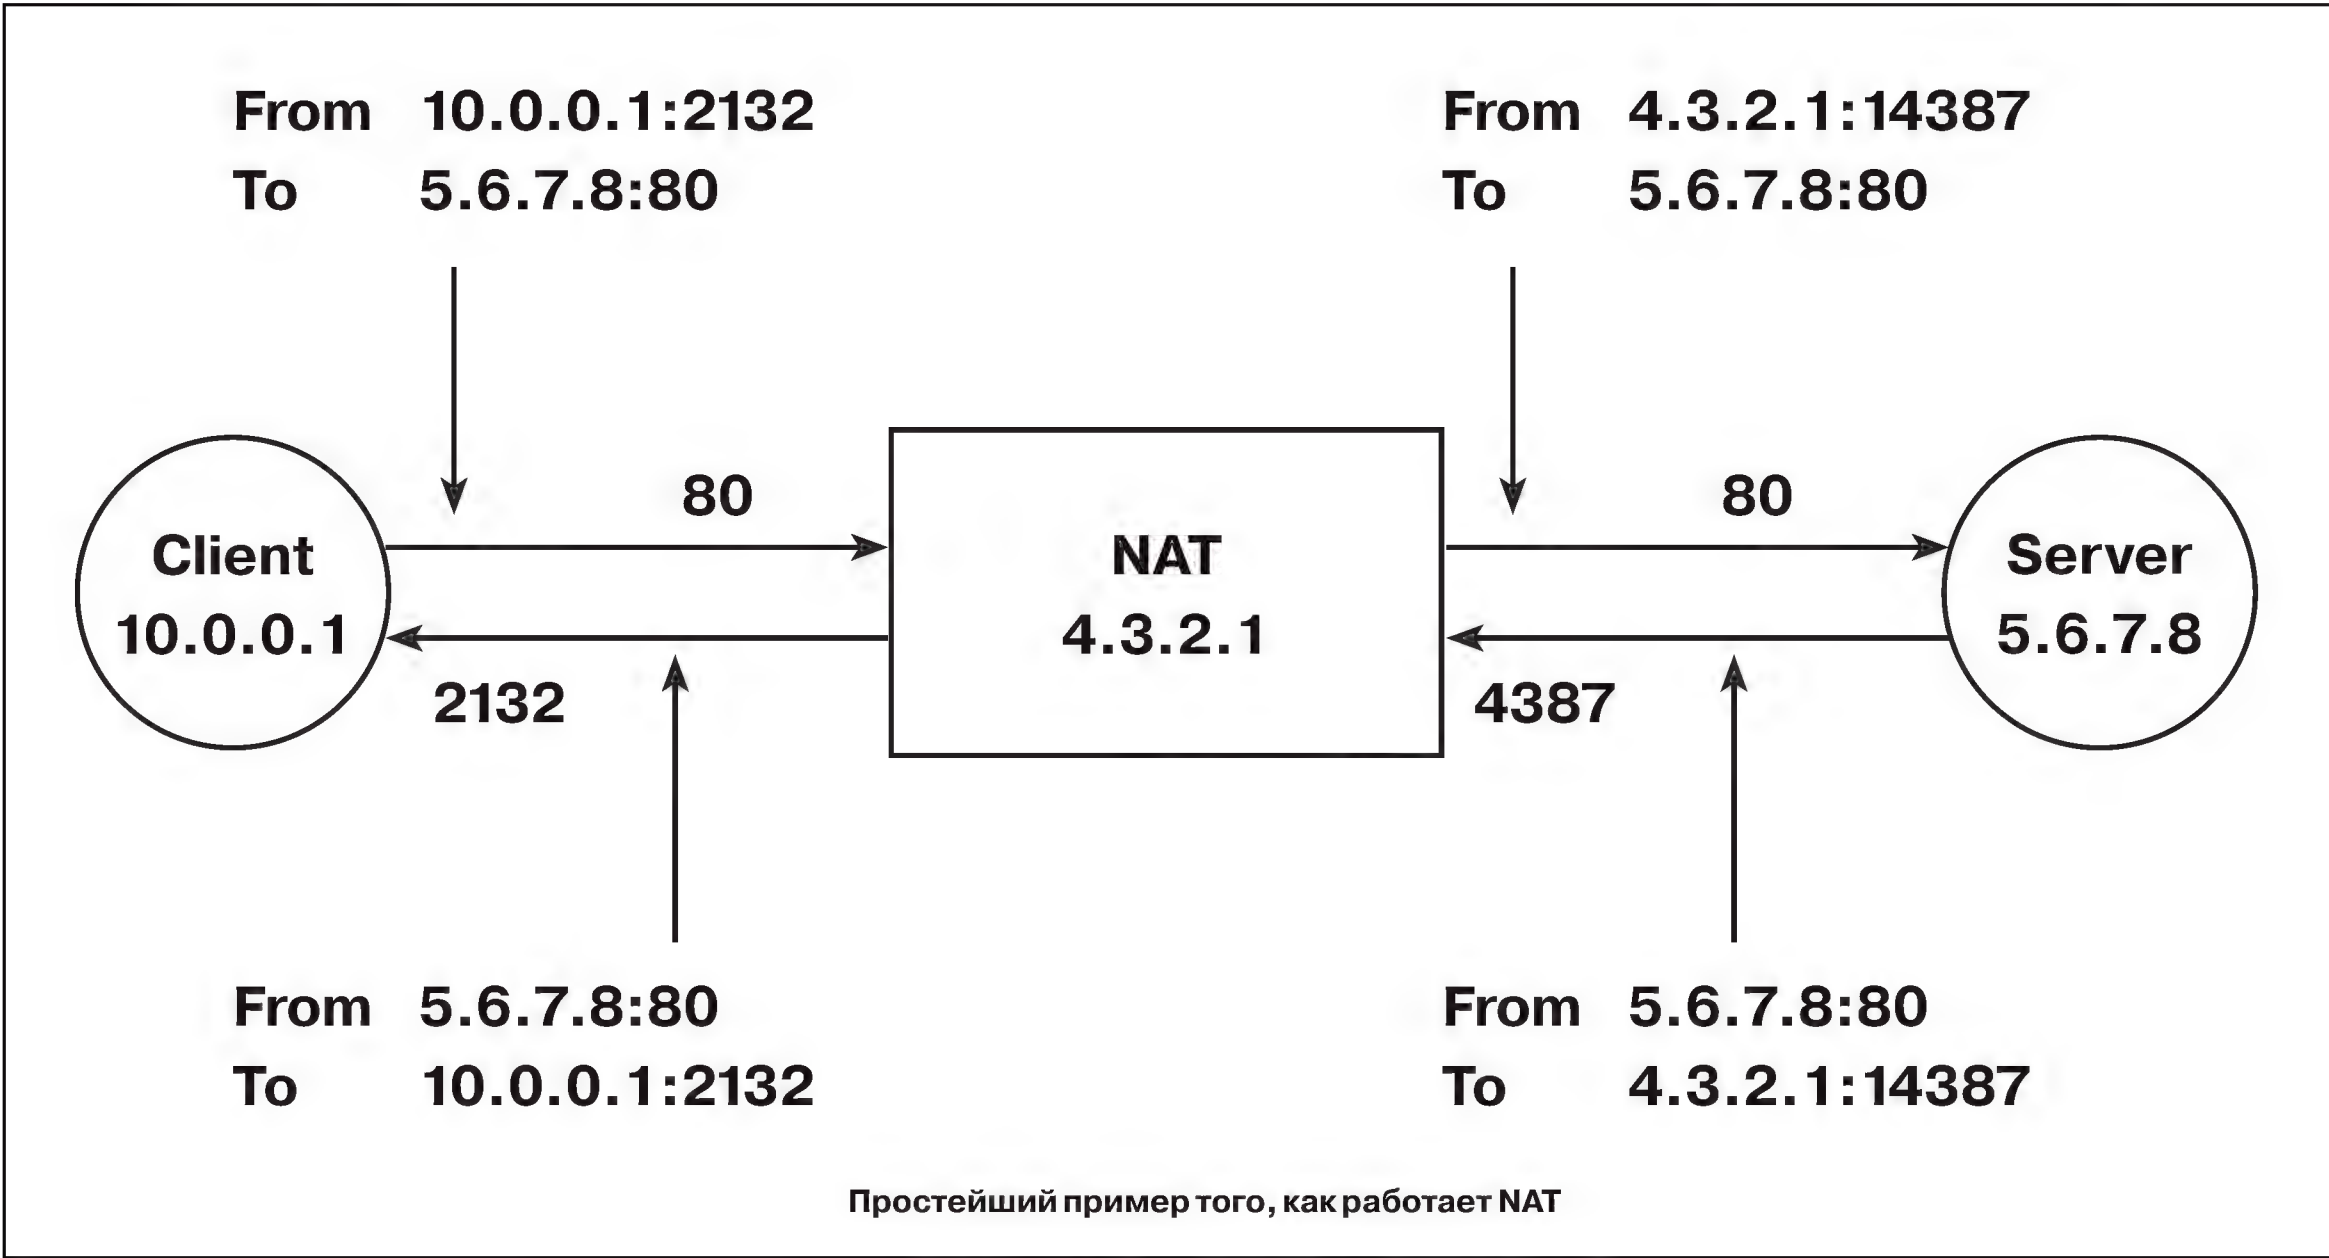 From 10.0.0.1:2132
To 5.6.7.8:80
From 4.3.2.1:14387
To 5.6.7.8:80
80
80
Client
10.0.0.1
NAT
4.3.2.1
Server
5.6.7.8
2132
4387
From 5.6.7.8:80
To 10.0.0.1:2132
From 5.6.7.8:80
To 4.3.2.1:14387
Простейший пример того, как работает NAT